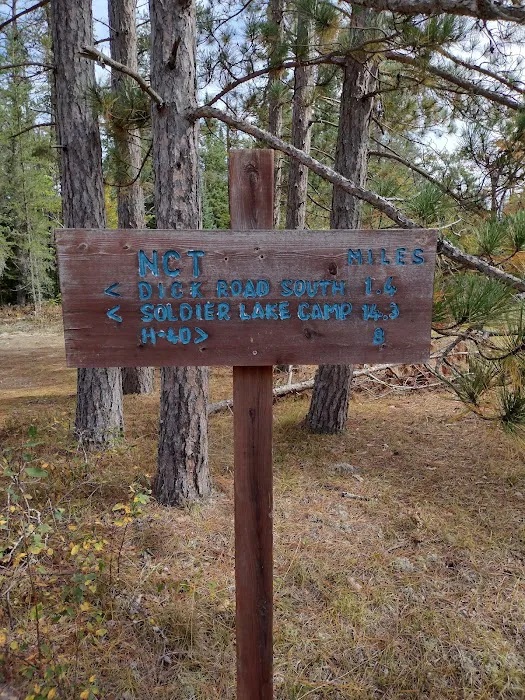 NCT MILES
< DICK ROAD SOUTH 1.4
< SOLDIER LAKE CAMP 14.3
H-40> 8